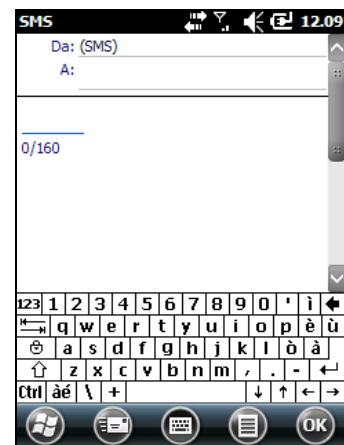 SMS 12.09
Da: (SMS)
A:
0/160
123 1 2 3 4 5 6 7 8 9 0 ' ì
q w e r t y u i o p è ù
a s d f g h j k l ò à
z x c v b n m , . -
Ctrl àé \ + ↓ ↑ ← →
OK